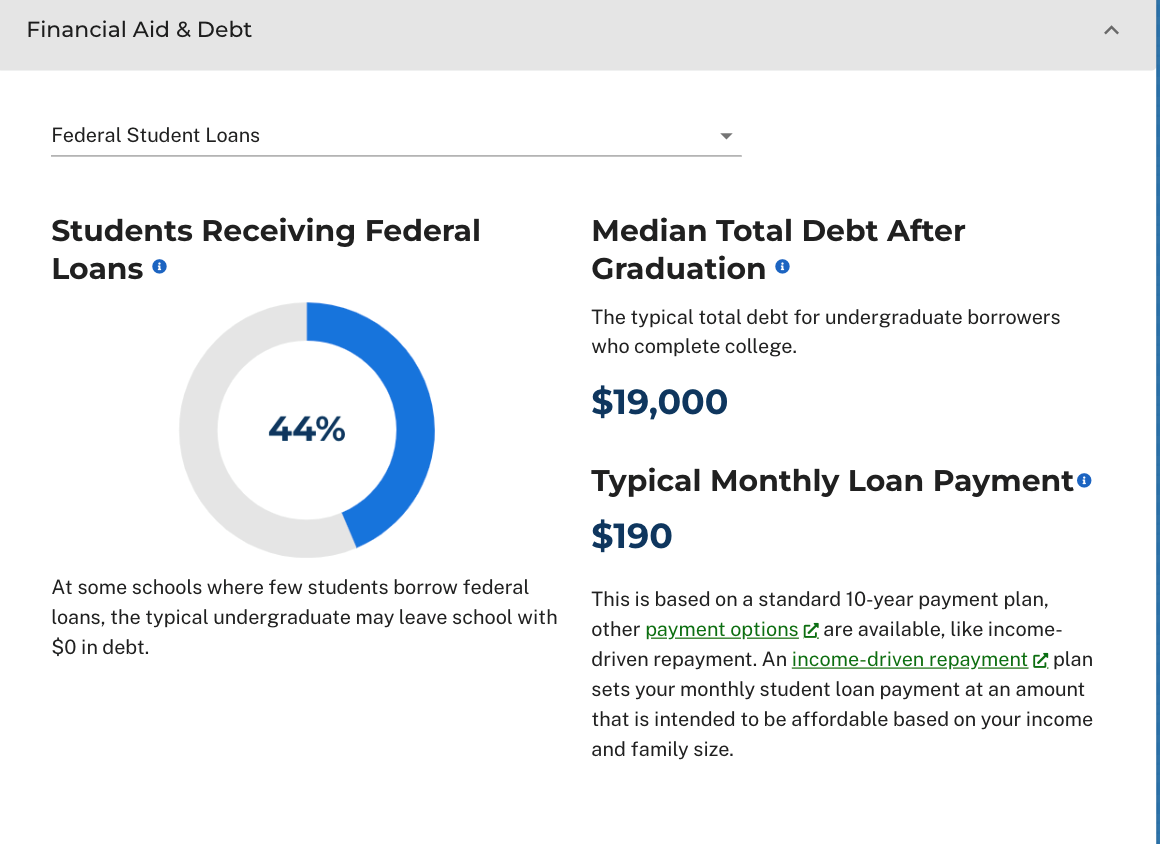 Financial Aid & Debt
Federal Student Loans
Students Receiving Federal
Loans
44%
At some schools where few students borrow federal
loans, the typical undergraduate may leave school with
$0 in debt.
Median Total Debt After
Graduation
The typical total debt for undergraduate borrowers
who complete college.
$19,000
Typical Monthly Loan Payment
$190
This is based on a standard 10-year payment plan,
other payment options are available, like income-
driven repayment. An income-driven repayment plan
sets your monthly student loan payment at an amount
that is intended to be affordable based on your income
and family size.